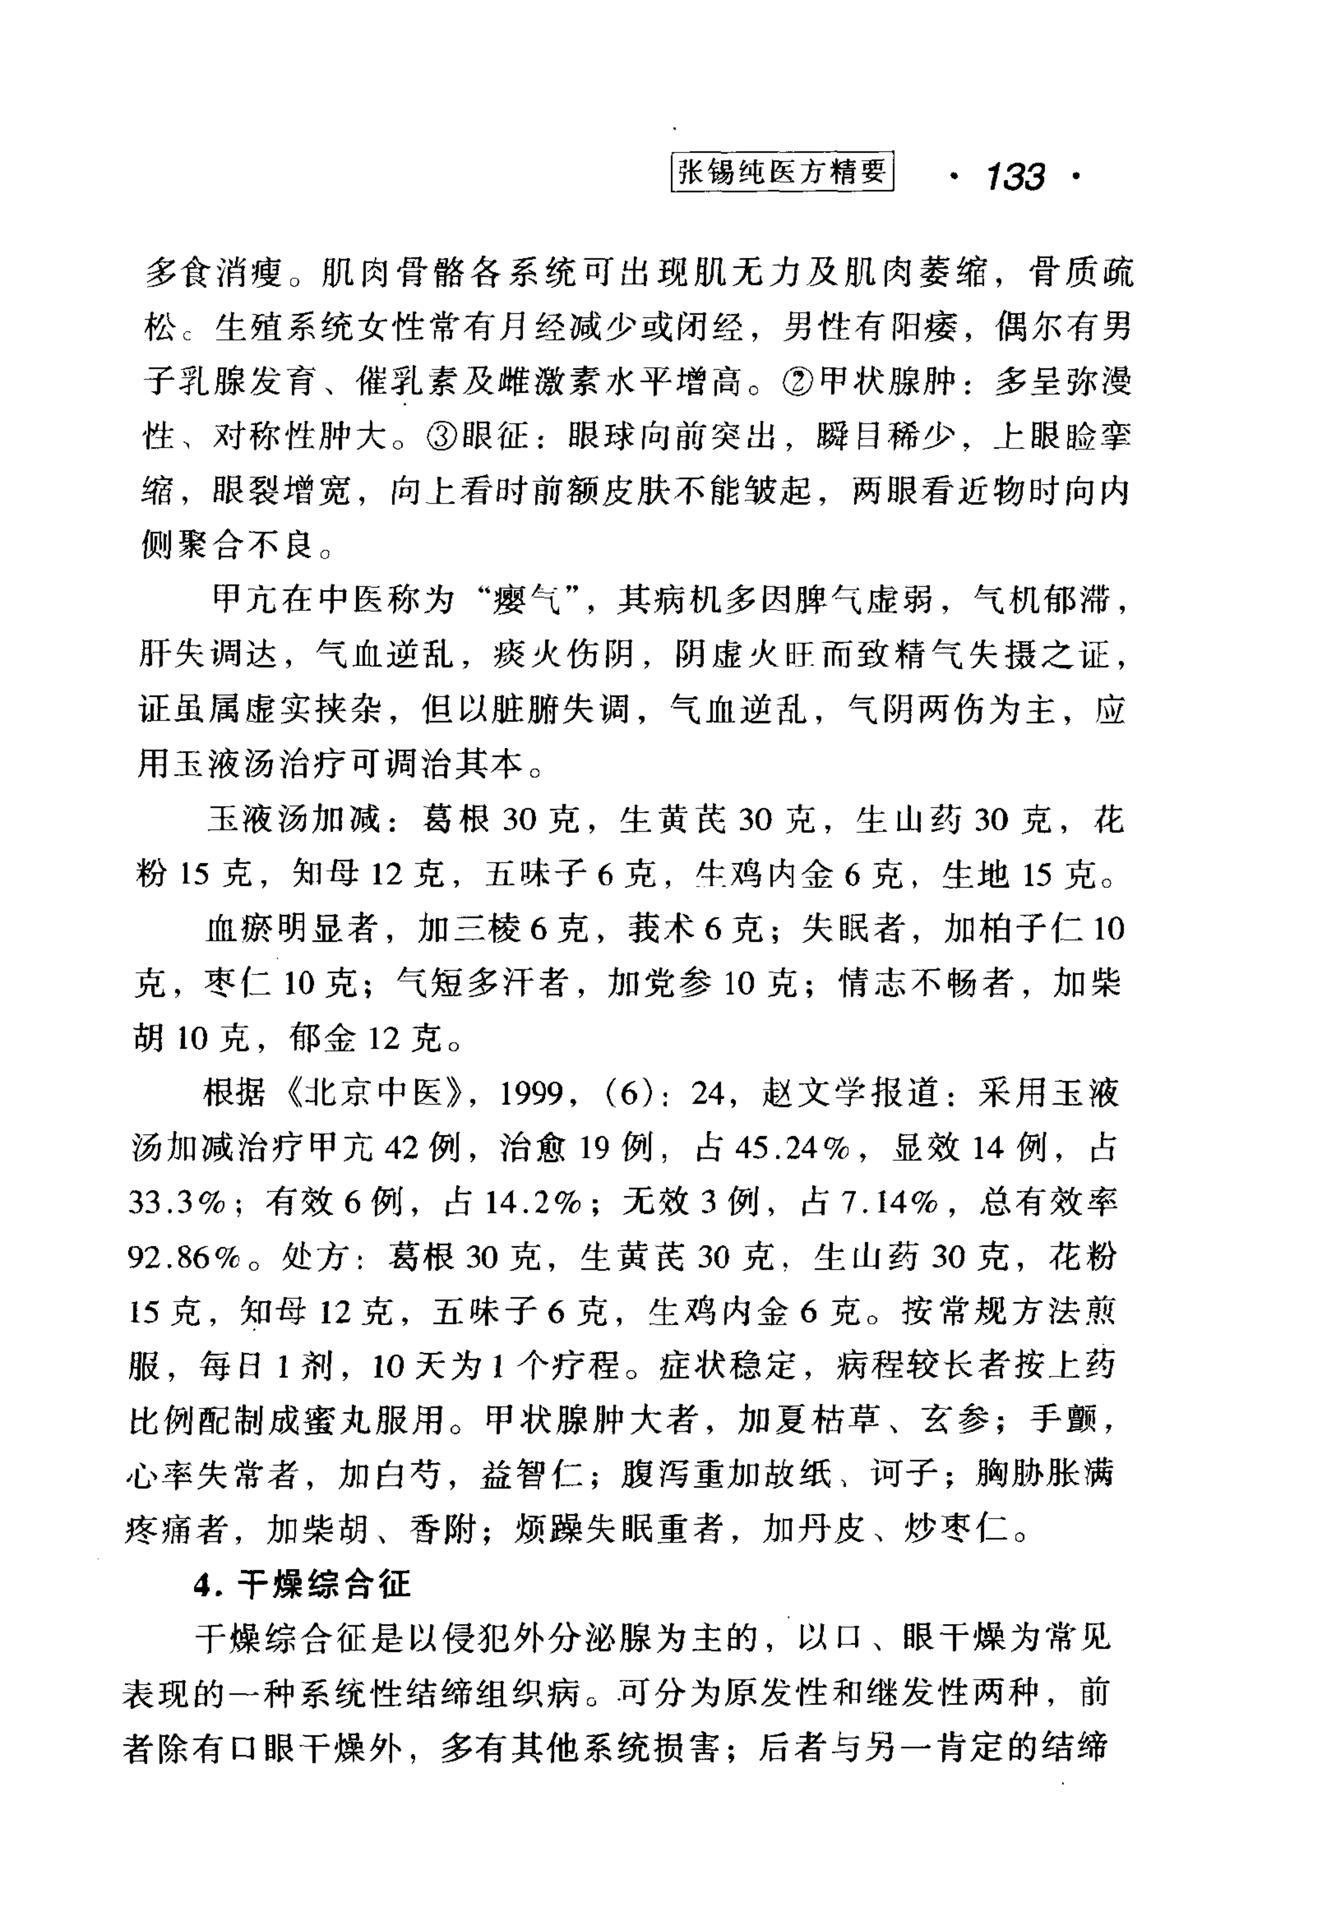 张锡纯医方精要 · 133 ·
多食消瘦。肌肉骨骼各系统可出现肌无力及肌肉萎缩，骨质疏
松。生殖系统女性常有月经减少或闭经，男性有阳痿，偶尔有男
子乳腺发育、催乳素及雌激素水平增高。②甲状腺肿：多呈弥漫
性、对称性肿大。③眼征：眼球向前突出，瞬目稀少，上眼睑挛
缩，眼裂增宽，向上看时前额皮肤不能皱起，两眼看近物时向内
侧聚合不良。
甲亢在中医称为“瘿气”，其病机多因脾气虚弱，气机郁滞，
肝失调达，气血逆乱，痰火伤阴，阴虚火旺而致精气失摄之证，
证虽属虚实挟杂，但以脏腑失调，气血逆乱，气阴两伤为主，应
用玉液汤治疗可调治其本。
玉液汤加减：葛根 30 克，生黄芪 30 克，生山药 30 克，花
粉 15 克，知母 12 克，五味子 6 克，生鸡内金 6 克，生地 15 克。
血瘀明显者，加三棱 6 克，莪术 6 克；失眠者，加柏子仁 10
克，枣仁 10 克；气短多汗者，加党参 10 克；情志不畅者，加柴
胡 10 克，郁金 12 克。
根据《北京中医》，1999，（6）：24，赵文学报道：采用玉液
汤加减治疗甲亢 42 例，治愈 19 例，占 45.24%，显效 14 例，占
33.3%；有效 6 例，占 14.2%；无效 3 例，占 7.14%，总有效率
92.86%。处方：葛根 30 克，生黄芪 30 克，生山药 30 克，花粉
15 克，知母 12 克，五味子 6 克，生鸡内金 6 克。按常规方法煎
服，每日 1 剂，10 天为 1 个疗程。症状稳定，病程较长者按上药
比例配制成蜜丸服用。甲状腺肿大者，加夏枯草、玄参；手颤，
心率失常者，加白芍，益智仁；腹泻重加故纸、诃子；胸胁胀满
疼痛者，加柴胡、香附；烦躁失眠重者，加丹皮、炒枣仁。
4. 干燥综合征
干燥综合征是以侵犯外分泌腺为主的，以口、眼干燥为常见
表现的一种系统性结缔组织病。可分为原发性和继发性两种，前
者除有口眼干燥外，多有其他系统损害；后者与另一肯定的结缔